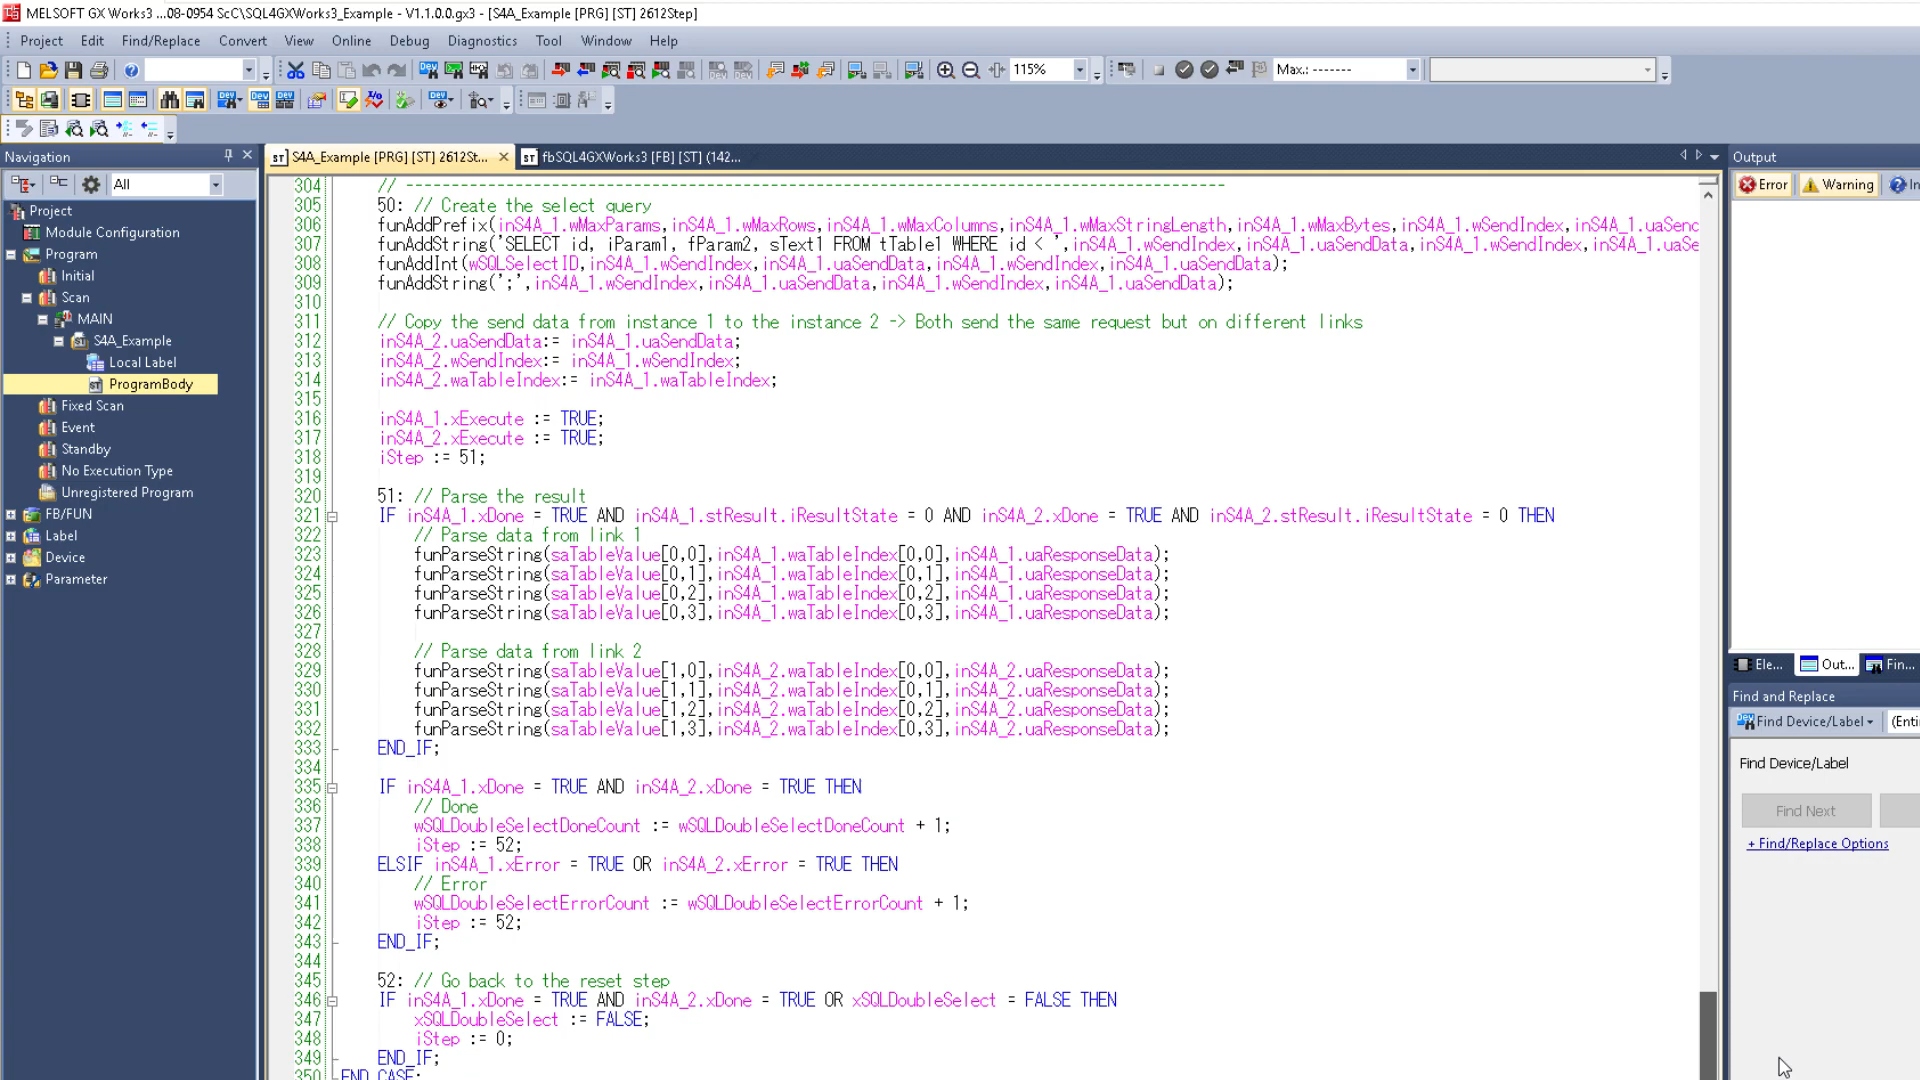 MELSOFT GX Works3 ...08-0954 ScC\SQL4GXWorks3_Example - V1.1.0.0.gx3 - [S4A_Example [PRG] [ST] 2612Step]
Project Edit Find/Replace Convert View Online Debug Diagnostics Tool Window Help
115% Max.: -------
Navigation
All
Project
Module Configuration
Program
Initial
Scan
MAIN
S4A_Example
Local Label
ProgramBody
Fixed Scan
Event
Standby
No Execution Type
Unregistered Program
FB/FUN
Label
Device
Parameter
S4A_Example [PRG] [ST] 2612St...
fbSQL4GXWorks3 [FB] [ST] (142...
304 // -------------------------------------------------------------------------------------------
305 50: // Create the select query
306 funAddPrefix(inS4A_1.wMaxParams,inS4A_1.wMaxRows,inS4A_1.wMaxColumns,inS4A_1.wMaxStringLength,inS4A_1.wMaxBytes,inS4A_1.wSendIndex,inS4A_1.uaSenc
307 funAddString('SELECT id, iParam1, fParam2, sText1 FROM tTable1 WHERE id < ',inS4A_1.wSendIndex,inS4A_1.uaSendData,inS4A_1.wSendIndex,inS4A_1.uaSe
308 funAddInt(wSQLSelectID,inS4A_1.wSendIndex,inS4A_1.uaSendData,inS4A_1.wSendIndex,inS4A_1.uaSendData);
309 funAddString(';',inS4A_1.wSendIndex,inS4A_1.uaSendData,inS4A_1.wSendIndex,inS4A_1.uaSendData);
310
311 // Copy the send data from instance 1 to the instance 2 -> Both send the same request but on different links
312 inS4A_2.uaSendData:= inS4A_1.uaSendData;
313 inS4A_2.wSendIndex:= inS4A_1.wSendIndex;
314 inS4A_2.waTableIndex:= inS4A_1.waTableIndex;
315
316 inS4A_1.xExecute := TRUE;
317 inS4A_2.xExecute := TRUE;
318 iStep := 51;
319
320 51: // Parse the result
321 IF inS4A_1.xDone = TRUE AND inS4A_1.stResult.iResultState = 0 AND inS4A_2.xDone = TRUE AND inS4A_2.stResult.iResultState = 0 THEN
322 // Parse data from link 1
323 funParseString(saTableValue[0,0],inS4A_1.waTableIndex[0,0],inS4A_1.uaResponseData);
324 funParseString(saTableValue[0,1],inS4A_1.waTableIndex[0,1],inS4A_1.uaResponseData);
325 funParseString(saTableValue[0,2],inS4A_1.waTableIndex[0,2],inS4A_1.uaResponseData);
326 funParseString(saTableValue[0,3],inS4A_1.waTableIndex[0,3],inS4A_1.uaResponseData);
327
328 // Parse data from link 2
329 funParseString(saTableValue[1,0],inS4A_2.waTableIndex[0,0],inS4A_2.uaResponseData);
330 funParseString(saTableValue[1,1],inS4A_2.waTableIndex[0,1],inS4A_2.uaResponseData);
331 funParseString(saTableValue[1,2],inS4A_2.waTableIndex[0,2],inS4A_2.uaResponseData);
332 funParseString(saTableValue[1,3],inS4A_2.waTableIndex[0,3],inS4A_2.uaResponseData);
333 END_IF;
334
335 IF inS4A_1.xDone = TRUE AND inS4A_2.xDone = TRUE THEN
336 // Done
337 wSQLDoubleSelectDoneCount := wSQLDoubleSelectDoneCount + 1;
338 iStep := 52;
339 ELSIF inS4A_1.xError = TRUE OR inS4A_2.xError = TRUE THEN
340 // Error
341 wSQLDoubleSelectErrorCount := wSQLDoubleSelectErrorCount + 1;
342 iStep := 52;
343 END_IF;
344
345 52: // Go back to the reset step
346 IF inS4A_1.xDone = TRUE AND inS4A_2.xDone = TRUE OR xSQLDoubleSelect = FALSE THEN
347 xSQLDoubleSelect := FALSE;
348 iStep := 0;
349 END_IF;
350 END_CASE;
Output
Error Warning In
Ele... Out... Fin...
Find and Replace
Find Device/Label (Enti
Find Device/Label
Find Next
+ Find/Replace Options